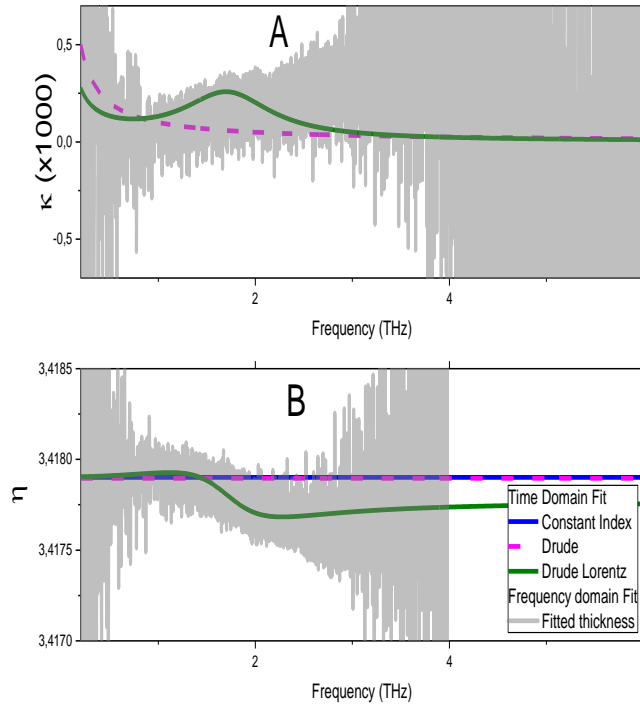 A
0,5
0,0
-0,5
κ (x1000)
2
4
Frequency (THz)
B
3,4185
3,4180
3,4175
3,4170
η
2
4
Frequency (THz)
Time Domain Fit
Constant Index
Drude
Drude Lorentz
Frequency domain Fit
Fitted thickness